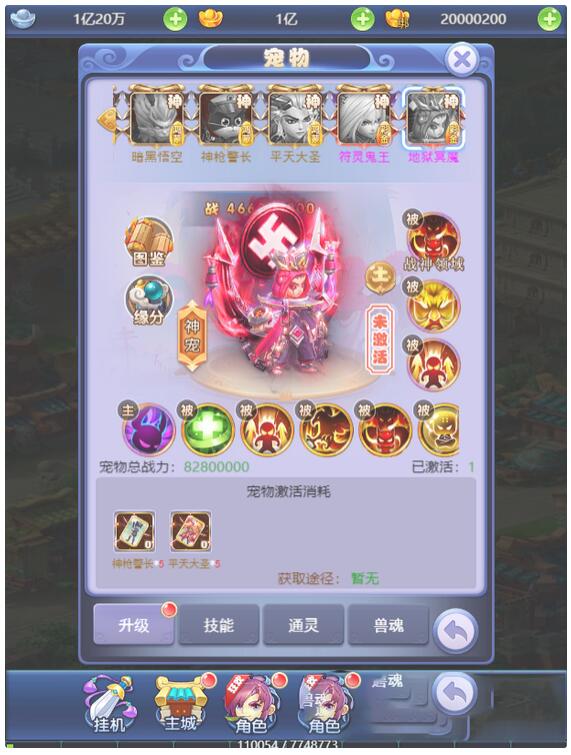 1亿20万
1亿
绑
20000200
宠物
神
神
神
神
神
暗黑悟空
神枪警长
平天大圣
符灵鬼王
地狱冥魔
图鉴
缘分
神宠
战 466
主
未激活
被
战神领域
被
被
主
被
被
被
被
被
宠物总战力：82800000
已激活：1
宠物激活消耗
神枪警长*5
平天大圣*5
获取途径：暂无
升级
技能
通灵
兽魂
挂机
主城
角色
角色
兽魂
兽魂
110054 / 7748773